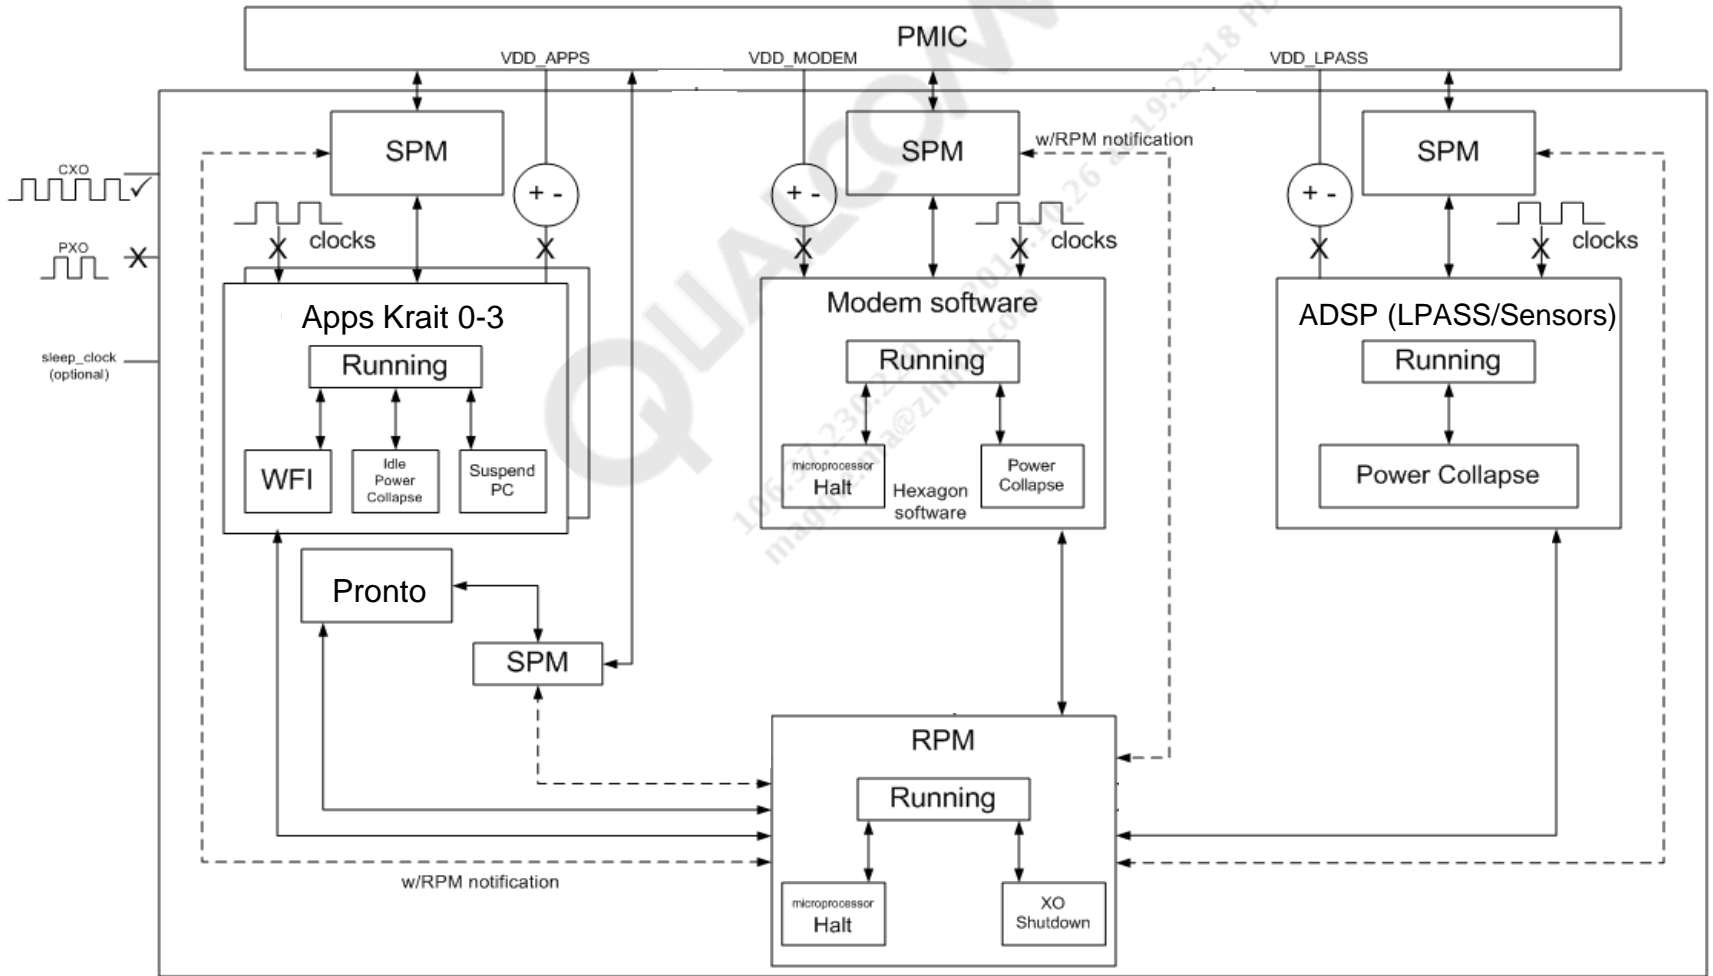 PMIC
VDD_APPS
VDD_MODEM
VDD_LPASS
QUALCOMM
SPM
SPM
SPM
w/RPM notification
CXO
+ -
+ -
+ -
clocks
clocks
clocks
PXO
Apps Krait 0-3
Modem software
ADSP (LPASS/Sensors)
sleep_clock
(optional)
Running
Running
Running
WFI
Idle
Power
Collapse
Suspend
PC
microprocessor
Halt
Hexagon
software
Power
Collapse
Power Collapse
Pronto
SPM
RPM
Running
w/RPM notification
microprocessor
Halt
XO
Shutdown